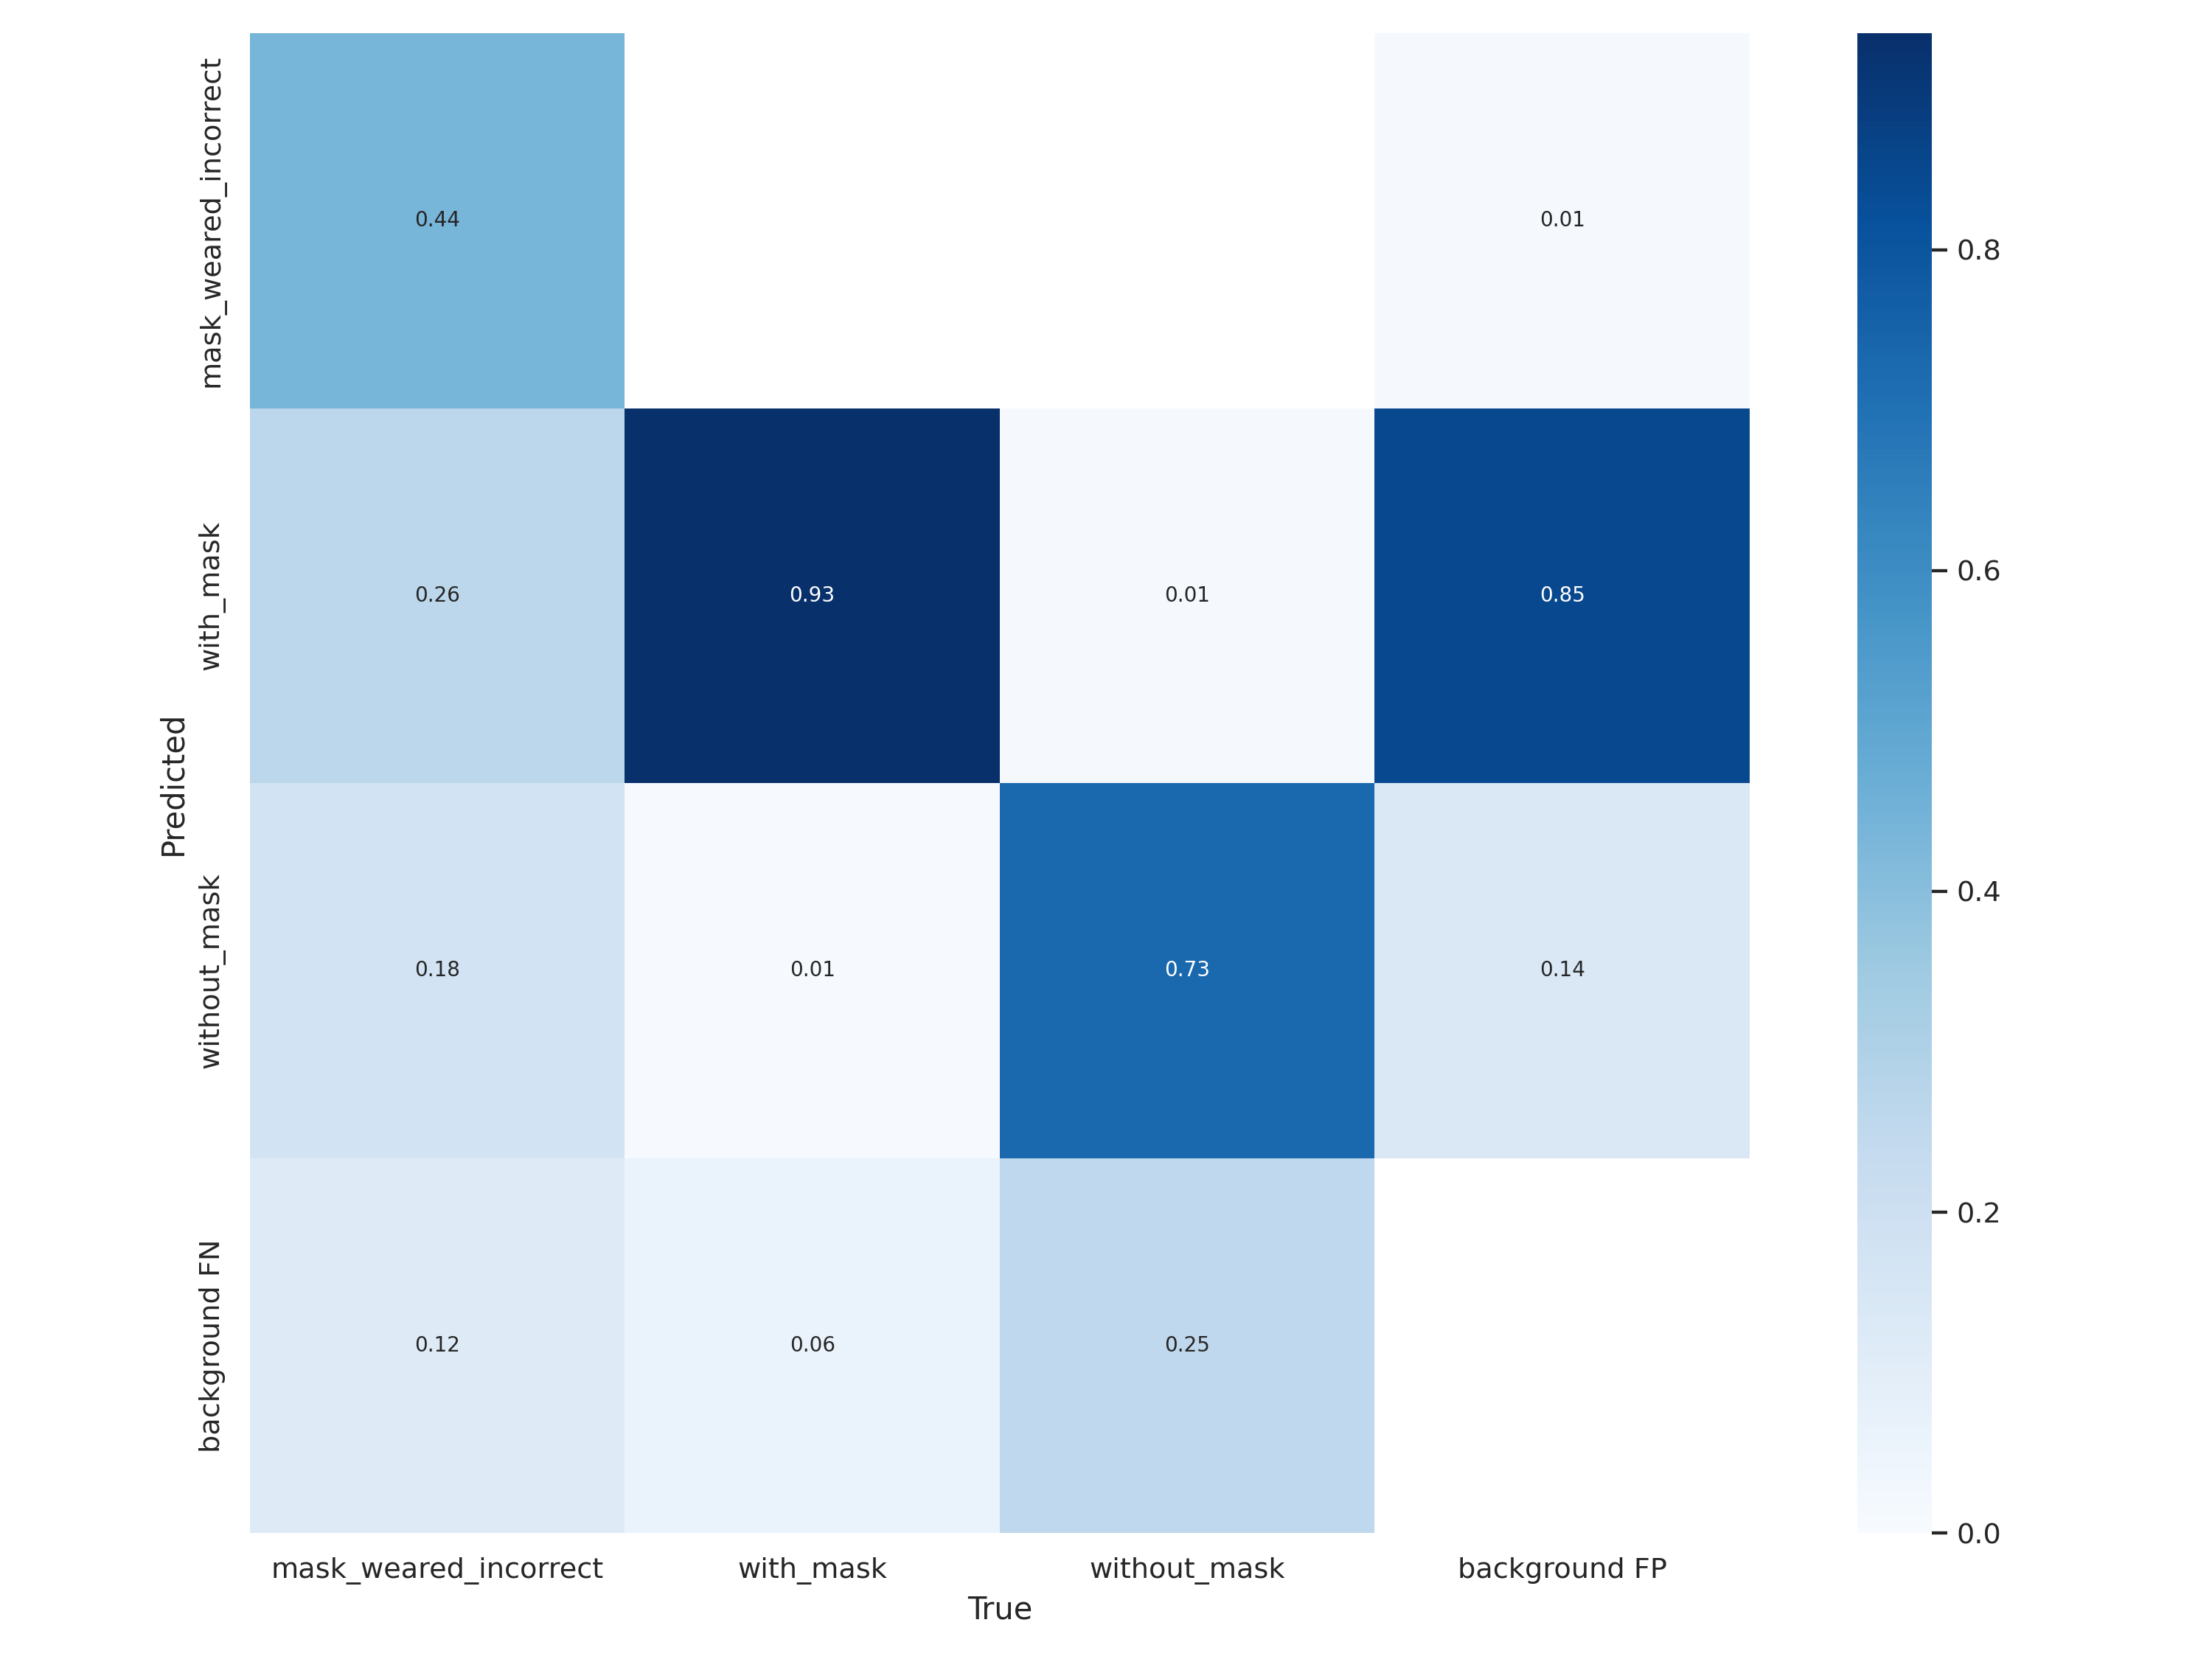 mask_weared_incorrect
0.44
0.01
0.8
with_mask
0.26
0.93
0.01
0.85
0.6
Predicted
without_mask
0.18
0.01
0.73
0.14
0.4
background FN
0.12
0.06
0.25
0.2
0.0
mask_weared_incorrect
with_mask
without_mask
background FP
True